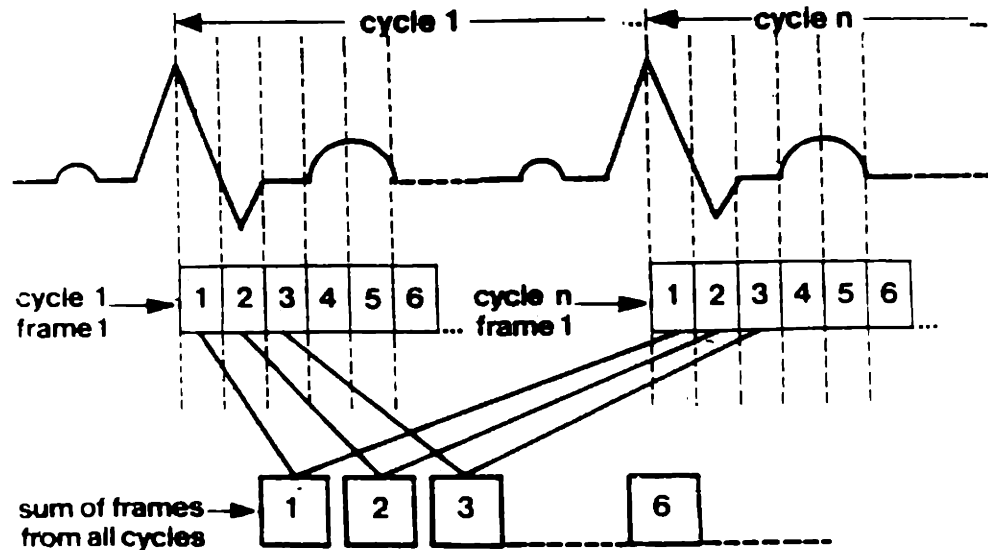 cycle 1 ... cycle n ...
cycle 1
frame 1
1 2 3 4 5 6 ...
cycle n
frame 1
1 2 3 4 5 6 ...
sum of frames
from all cycles
1 2 3 6